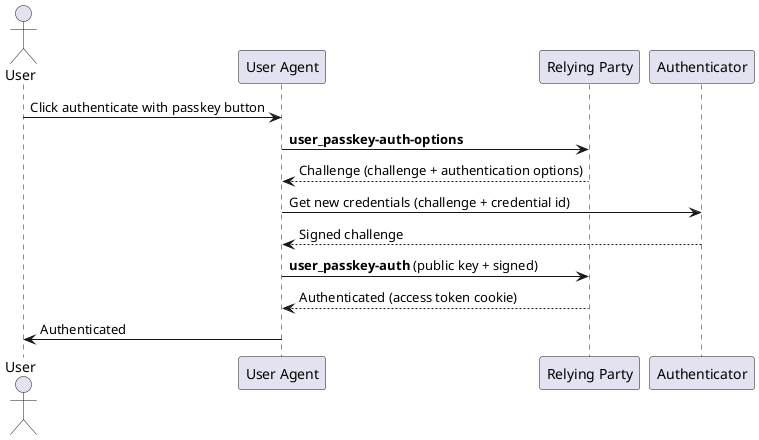 User
User Agent
Relying Party
Authenticator
Click authenticate with passkey button
user_passkey-auth-options
Challenge (challenge + authentication options)
Get new credentials (challenge + credential id)
Signed challenge
user_passkey-auth (public key + signed)
Authenticated (access token cookie)
Authenticated
User
User Agent
Relying Party
Authenticator